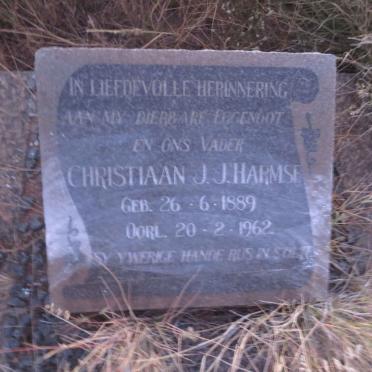 IN LIEFDEVOLLE HERINNERING
AAN MY DIERBARE EGGENOOT
EN ONS VADER
CHRISTIAAN J. J. HARMSE
GEB. 26 - 6 - 1889
OORL. 20 - 2 - 1962
SY YWERIGE HANDE RUS IN STILTE